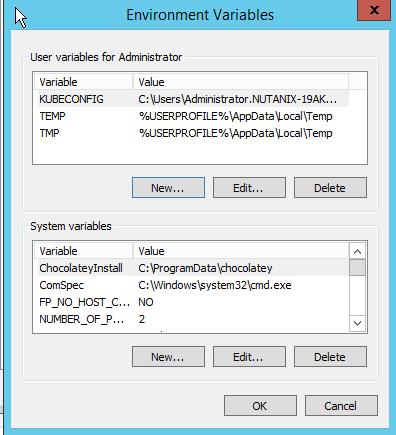 Environment Variables
x
User variables for Administrator
Variable Value
KUBECONFIG C:\Users\Administrator.NUTANIX-19AK...
TEMP %USERPROFILE%\AppData\Local\Temp
TMP %USERPROFILE%\AppData\Local\Temp
New... Edit... Delete
System variables
Variable Value
ChocolateyInstall C:\ProgramData\chocolatey
ComSpec C:\Windows\system32\cmd.exe
FP_NO_HOST_C... NO
NUMBER_OF_P... 2
New... Edit... Delete
OK Cancel